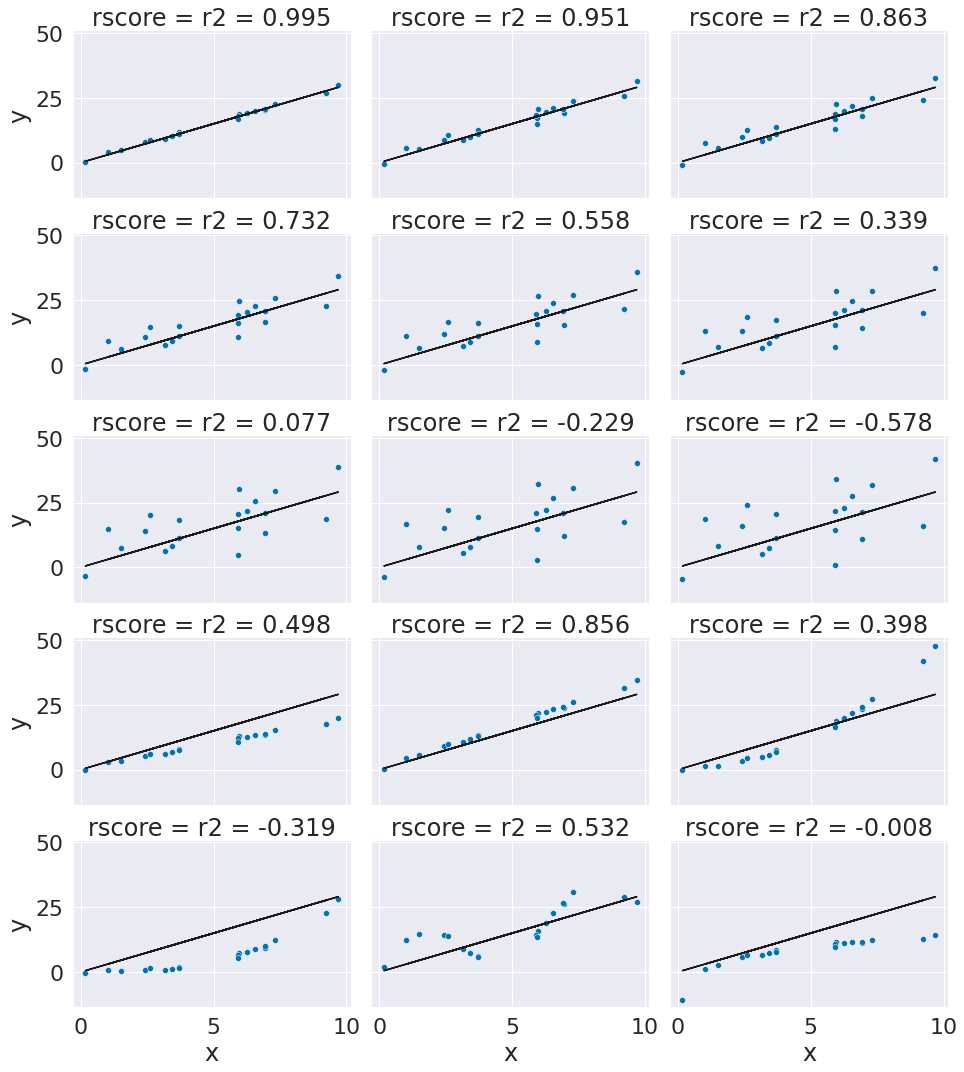 rscore = r2 = 0.995 rscore = r2 = 0.951 rscore = r2 = 0.863
50
25
0
y
rscore = r2 = 0.732 rscore = r2 = 0.558 rscore = r2 = 0.339
50
25
0
y
rscore = r2 = 0.077 rscore = r2 = -0.229 rscore = r2 = -0.578
50
25
0
y
rscore = r2 = 0.498 rscore = r2 = 0.856 rscore = r2 = 0.398
50
25
0
y
rscore = r2 = -0.319 rscore = r2 = 0.532 rscore = r2 = -0.008
50
25
0
y
0 5 10 0 5 10 0 5 10
x x x